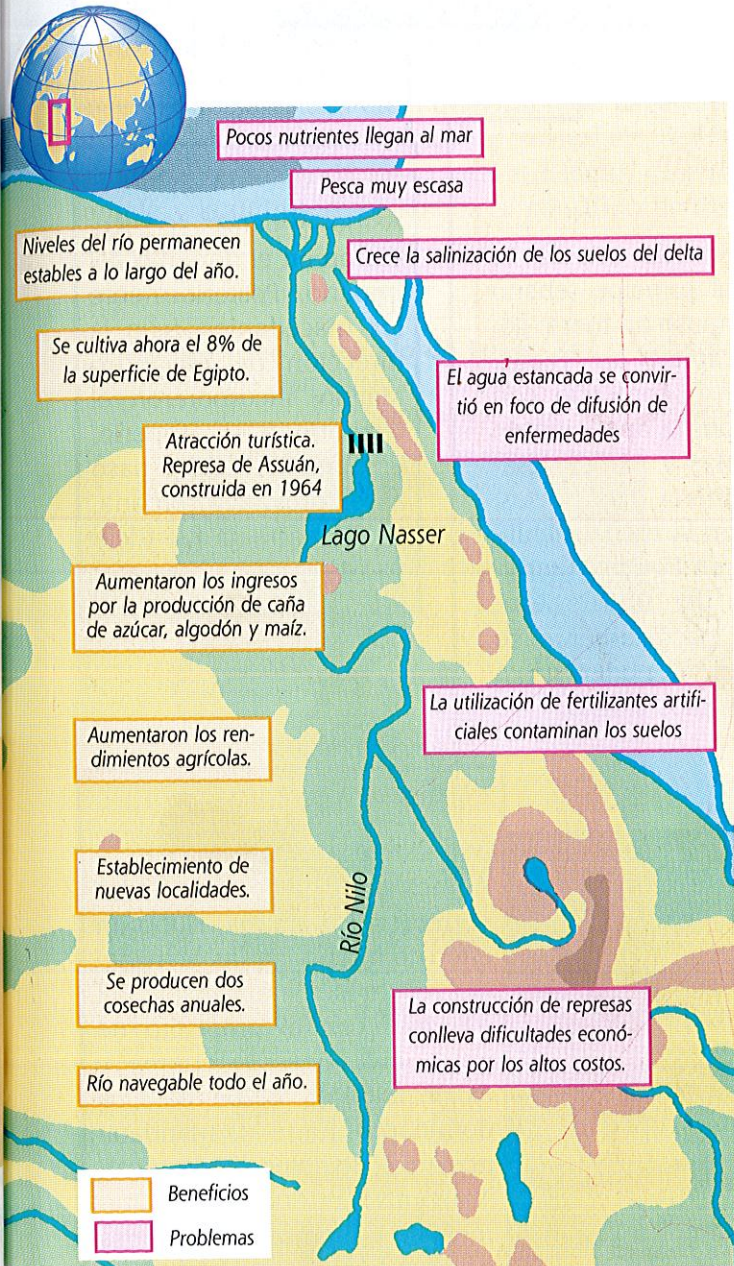 Pocos nutrientes llegan al mar
Pesca muy escasa
Niveles del río permanecen
estables a lo largo del año.
Crece la salinización de los suelos del delta
Se cultiva ahora el 8% de
la superficie de Egipto.
El agua estancada se convir-
tió en foco de difusión de
enfermedades
Atracción turística.
Represa de Assuán,
construida en 1964
Lago Nasser
Aumentaron los ingresos
por la producción de caña
de azúcar, algodón y maíz.
La utilización de fertilizantes artifi-
ciales contaminan los suelos
Aumentaron los ren-
dimientos agrícolas.
Establecimiento de
nuevas localidades.
Río Nilo
Se producen dos
cosechas anuales.
La construcción de represas
conlleva dificultades econó-
micas por los altos costos.
Río navegable todo el año.
Beneficios
Problemas